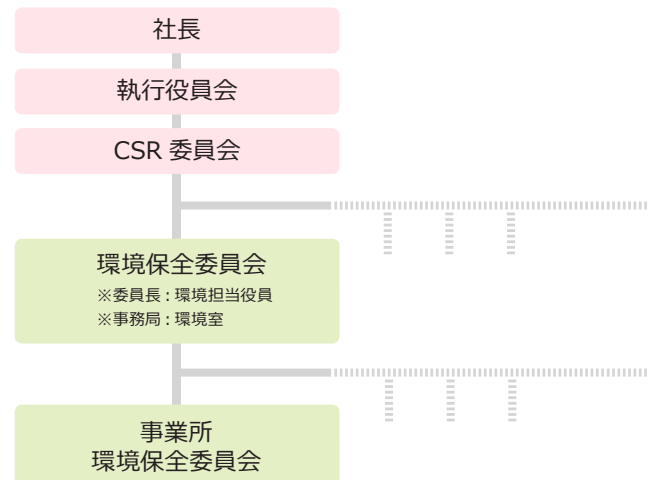 社長
執行役員会
CSR 委員会
環境保全委員会
※委員長 : 環境担当役員
※事務局 : 環境室
事業所
環境保全委員会